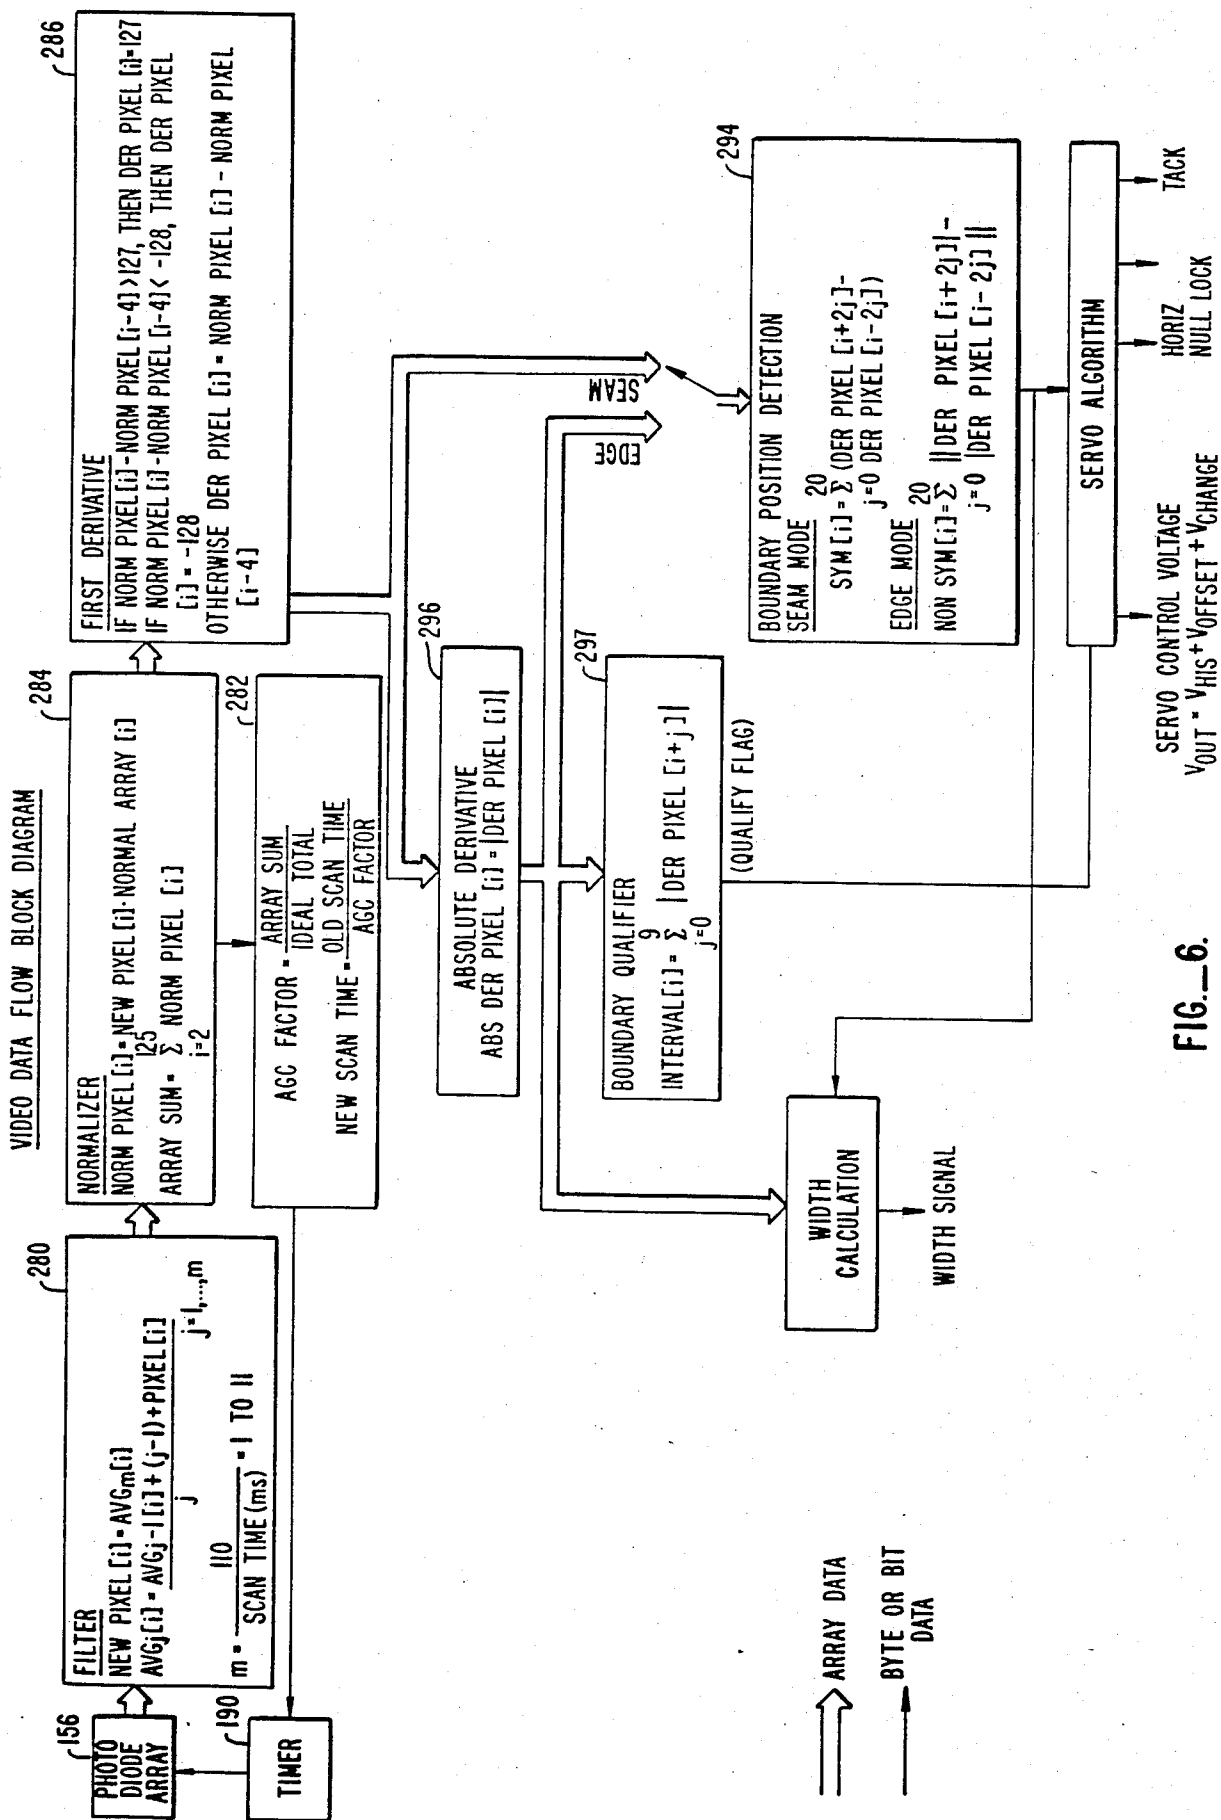 VIDEO DATA FLOW BLOCK DIAGRAM
156
PHOTO
DIODE
ARRAY
190
TIMER
280
FILTER
NEW PIXEL [i] = AVGm[i]
AVGj[i] = AVGj-1[i] + (j-1) + PIXEL[i]
j
j=1,...,m
m = 110 = 1 TO 11
SCAN TIME (ms)
284
NORMALIZER
NORM PIXEL [i] = NEW PIXEL [i]·NORMAL ARRAY [i]
125
ARRAY SUM = Σ NORM PIXEL [i]
i=2
282
AGC FACTOR = ARRAY SUM
IDEAL TOTAL
NEW SCAN TIME = OLD SCAN TIME
AGC FACTOR
286
FIRST DERIVATIVE
IF NORM PIXEL [i]-NORM PIXEL [i-4] > 127, THEN DER PIXEL [i]=127
IF NORM PIXEL [i]-NORM PIXEL [i-4] < -128, THEN DER PIXEL
[i] = -128
OTHERWISE DER PIXEL [i] = NORM PIXEL [i] - NORM PIXEL
[i-4]
296
ABSOLUTE DERIVATIVE
ABS DER PIXEL [i] = |DER PIXEL [i]|
EDGE
SEAM
297
BOUNDARY QUALIFIER
9
INTERVAL[i] = Σ |DER PIXEL [i+j]|
j=0
(QUALIFY FLAG)
294
BOUNDARY POSITION DETECTION
SEAM MODE
20
SYM [i] = Σ (DER PIXEL [i+2j]-
j=0 DER PIXEL [i-2j])
EDGE MODE
20
NON SYM[i] = Σ ||DER PIXEL [i+2j]|-
j=0 |DER PIXEL [i-2j]||
WIDTH
CALCULATION
WIDTH SIGNAL
SERVO ALGORITHM
SERVO CONTROL VOLTAGE
VOUT = VHIS + VOFFSET + VCHANGE
HORIZ
NULL LOCK
TACK
ARRAY DATA
BYTE OR BIT
DATA
FIG._6.